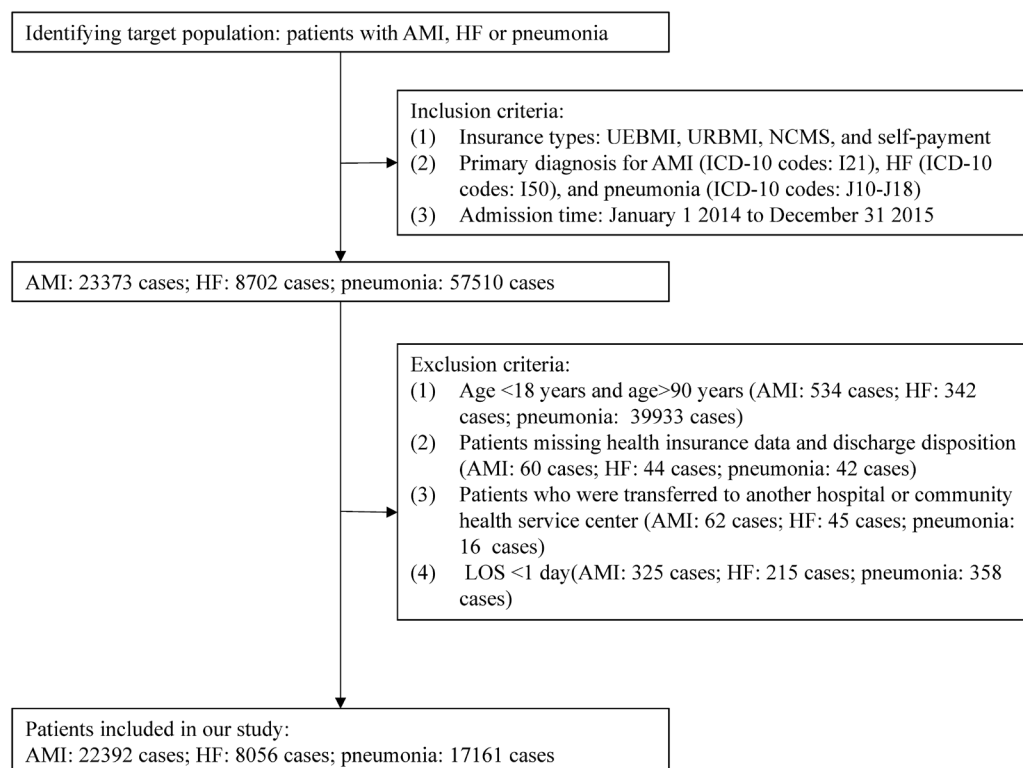 Identifying target population: patients with AMI, HF or pneumonia
Inclusion criteria:
(1) Insurance types: UEBMI, URBMI, NCMS, and self-payment
(2) Primary diagnosis for AMI (ICD-10 codes: I21), HF (ICD-10
codes: I50), and pneumonia (ICD-10 codes: J10-J18)
(3) Admission time: January 1 2014 to December 31 2015
AMI: 23373 cases; HF: 8702 cases; pneumonia: 57510 cases
Exclusion criteria:
(1) Age <18 years and age>90 years (AMI: 534 cases; HF: 342
cases; pneumonia: 39933 cases)
(2) Patients missing health insurance data and discharge disposition
(AMI: 60 cases; HF: 44 cases; pneumonia: 42 cases)
(3) Patients who were transferred to another hospital or community
health service center (AMI: 62 cases; HF: 45 cases; pneumonia:
16 cases)
(4) LOS <1 day(AMI: 325 cases; HF: 215 cases; pneumonia: 358
cases)
Patients included in our study:
AMI: 22392 cases; HF: 8056 cases; pneumonia: 17161 cases